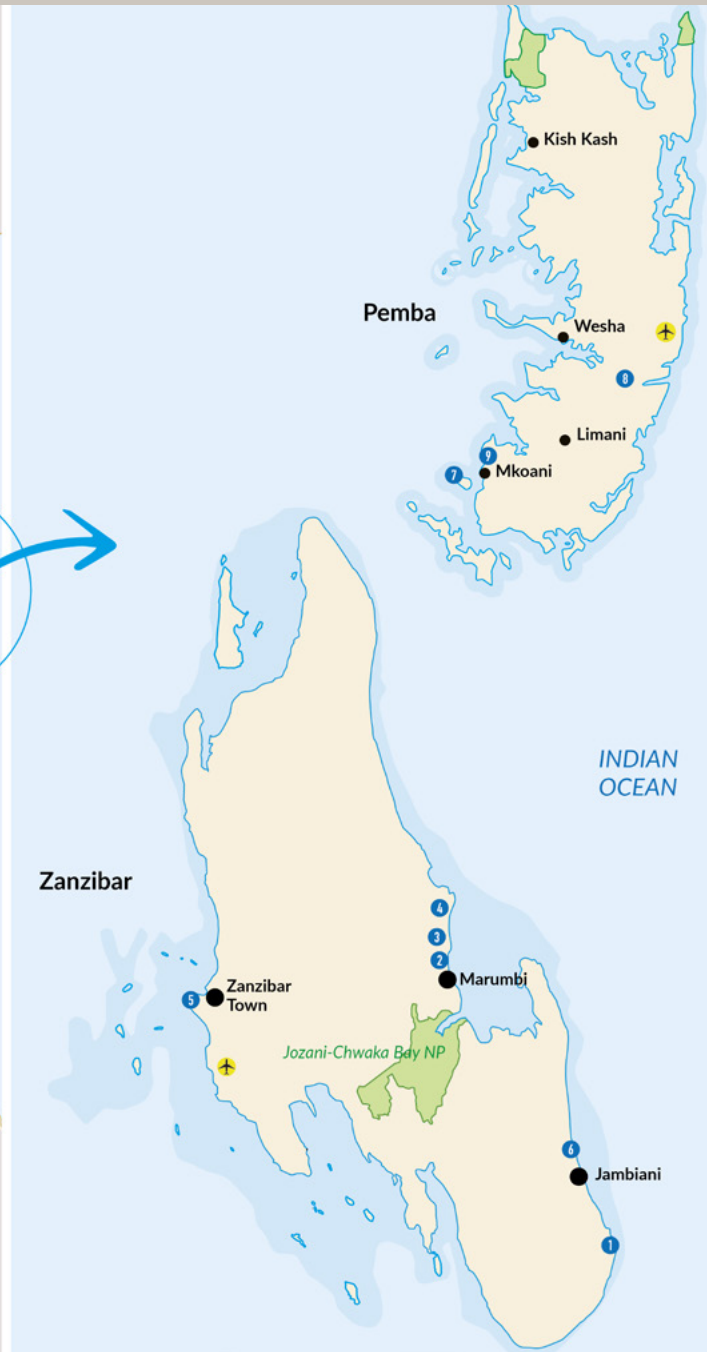 Kish Kash
Pemba
Wesha
8
Limani
9
7
Mkoani
INDIAN
OCEAN
Zanzibar
4
3
2
Marumbi
Zanzibar
Town
5
Jozani-Chwaka Bay NP
6
Jambiani
1